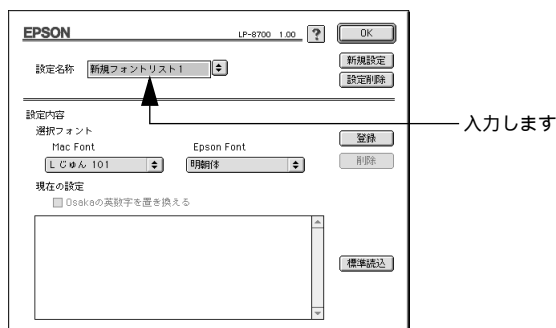 EPSON LP-8700 1.00 ? OK
設定名称 新規フォントリスト1 新規設定
設定削除
入力します
設定内容
選択フォント
Mac Font Epson Font 登録
Lじゅん 101 明朝体 削除
現在の設定
Osakaの英数字を置き換える
標準読込